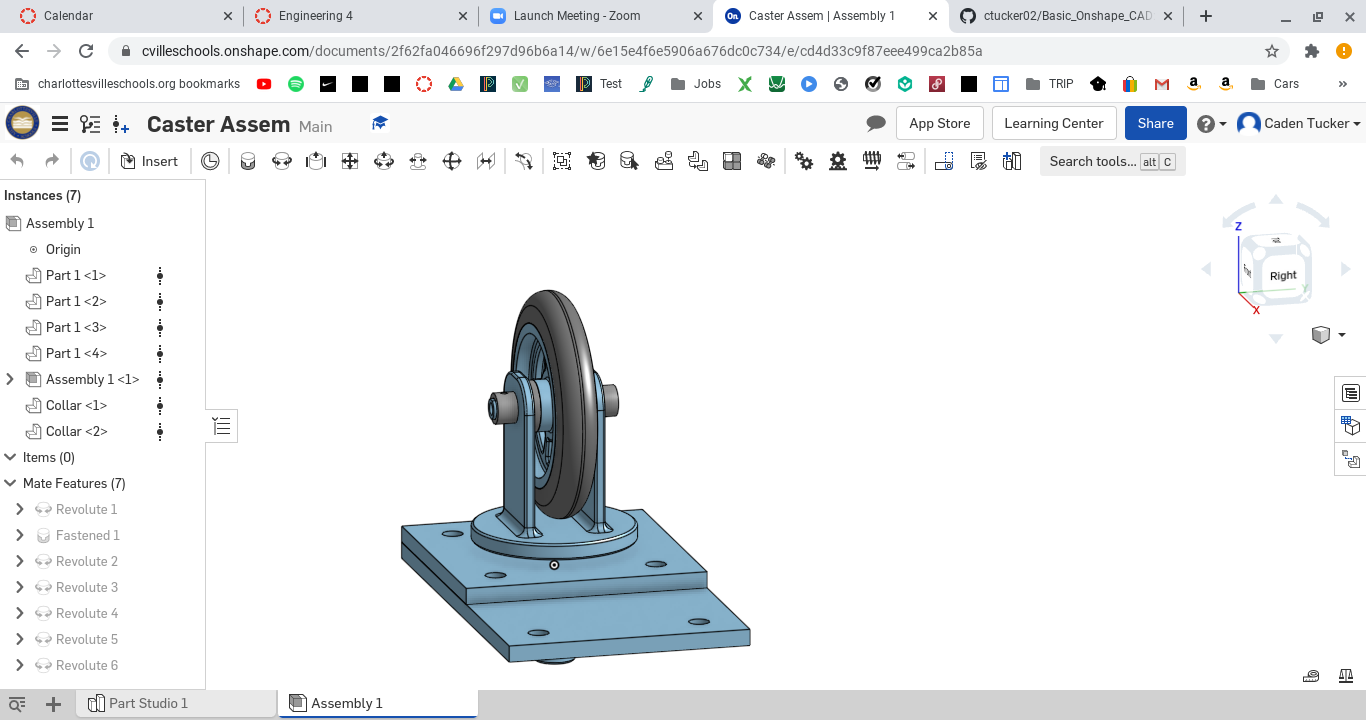 Calendar
Engineering 4
Launch Meeting - Zoom
Caster Assem | Assembly 1
ctucker02/Basic_Onshape_CAD
cvilleschools.onshape.com/documents/2f62fa046696f297d96b6a14/w/6e15e4f6e5906a676dc0c734/e/cd4d33c9f87eee499ca2b85a
charlottesvilleschools.org bookmarks
Test
Jobs
TRIP
Cars
»
Caster Assem Main
App Store
Learning Center
Share
Caden Tucker
Insert
Search tools... alt C
Instances (7)
Assembly 1
Origin
Part 1 <1>
Part 1 <2>
Part 1 <3>
Part 1 <4>
Assembly 1 <1>
Collar <1>
Collar <2>
Items (0)
Mate Features (7)
Revolute 1
Fastened 1
Revolute 2
Revolute 3
Revolute 4
Revolute 5
Revolute 6
Z
Right
Y
X
Part Studio 1
Assembly 1